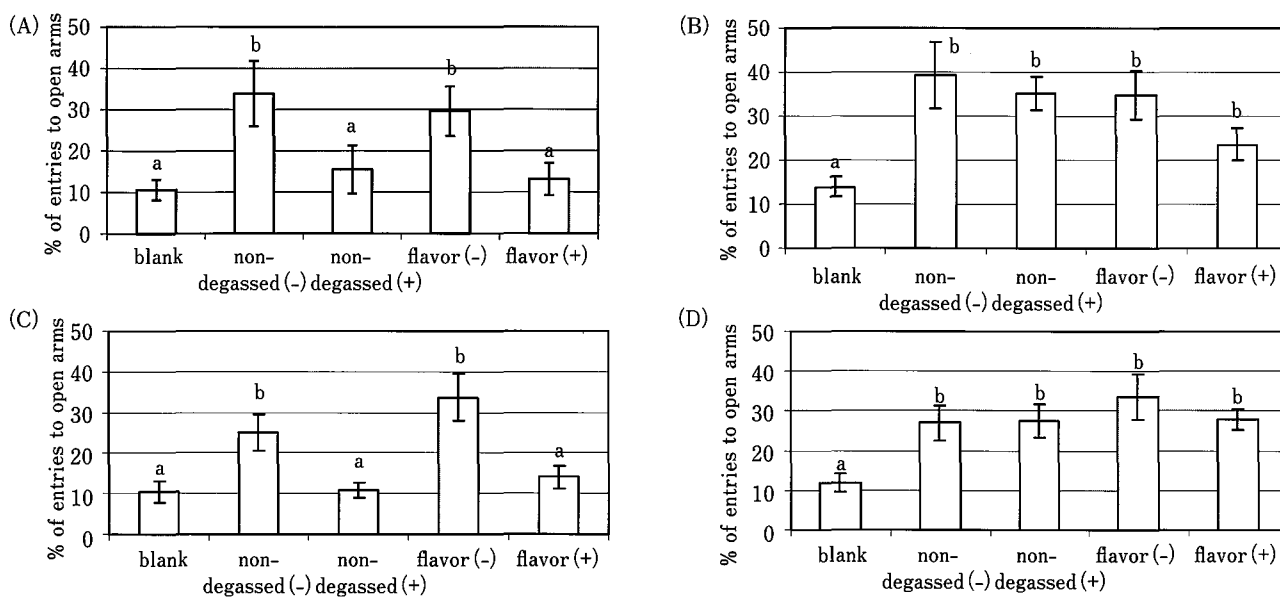 (A)
% of entries to open arms
50
40
30
20
10
0
a
b
a
b
a
blank
non-
degassed (-)
non-
degassed (+)
flavor (-)
flavor (+)
(B)
% of entries to open arms
50
40
30
20
10
0
a
b
b
b
b
blank
non-
degassed (-)
non-
degassed (+)
flavor (-)
flavor (+)
(C)
% of entries to open arms
50
40
30
20
10
0
a
b
a
b
a
blank
non-
degassed (-)
non-
degassed (+)
flavor (-)
flavor (+)
(D)
% of entries to open arms
50
40
30
20
10
0
a
b
b
b
b
blank
non-
degassed (-)
non-
degassed (+)
flavor (-)
flavor (+)